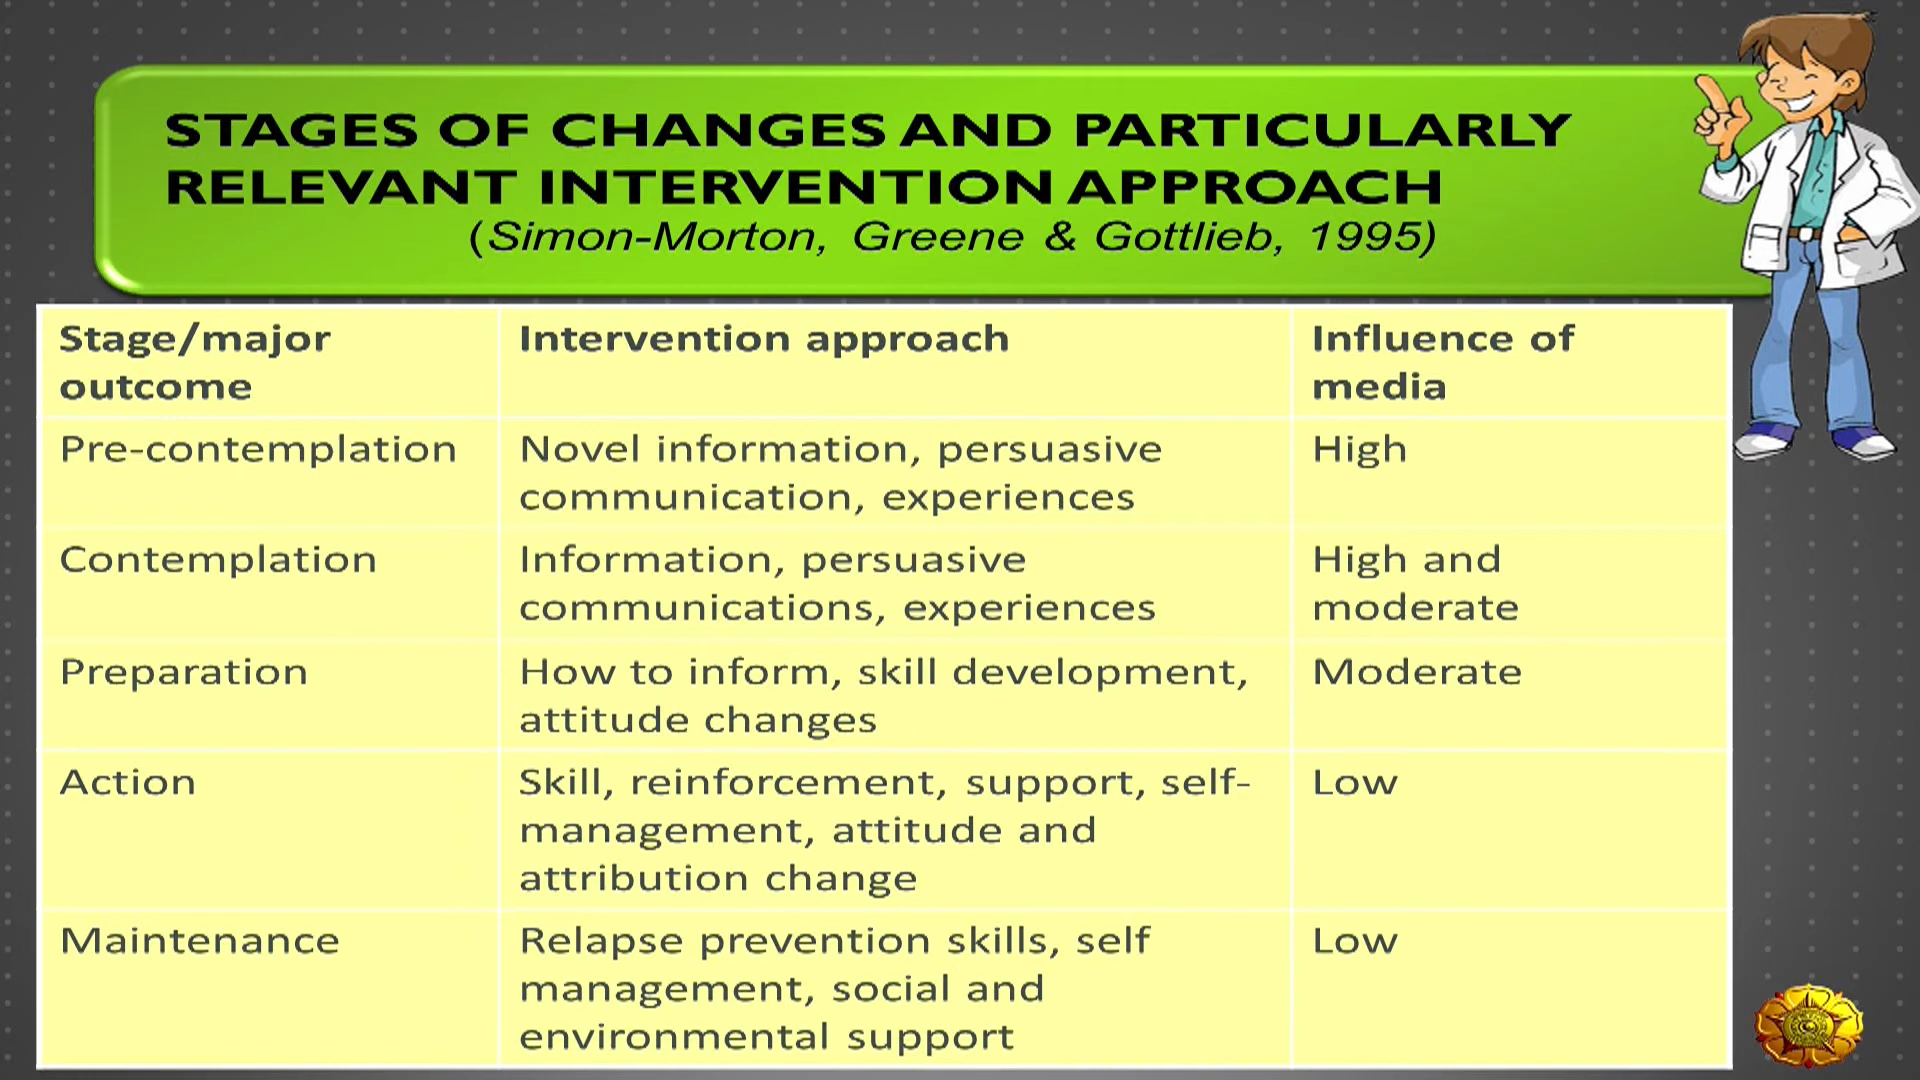 STAGES OF CHANGES AND PARTICULARLY
RELEVANT INTERVENTION APPROACH
(Simon-Morton, Greene & Gottlieb, 1995)
Stage/major
outcome
Intervention approach
Influence of
media
Pre-contemplation
Novel information, persuasive
communication, experiences
High
Contemplation
Information, persuasive
communications, experiences
High and
moderate
Preparation
How to inform, skill development,
attitude changes
Moderate
Action
Skill, reinforcement, support, self-
management, attitude and
attribution change
Low
Maintenance
Relapse prevention skills, self
management, social and
environmental support
Low